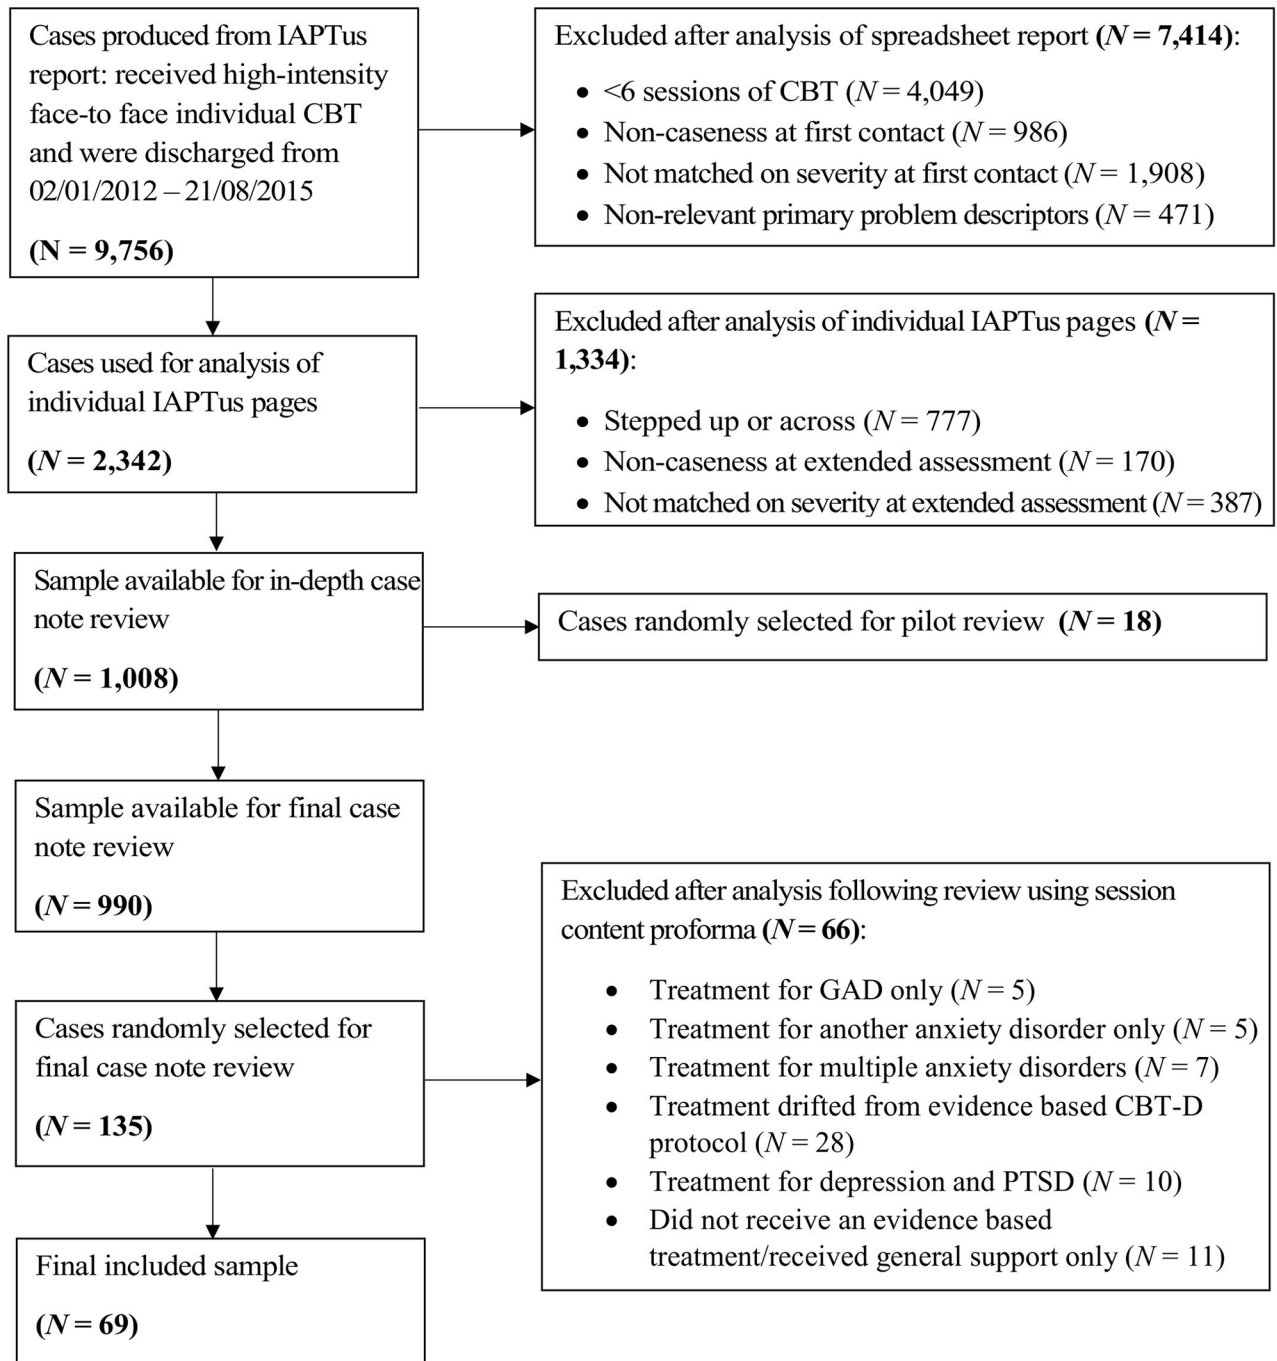 Cases produced from IAPTus
report: received high-intensity
face-to face individual CBT
and were discharged from
02/01/2012 – 21/08/2015
(N = 9,756)
Excluded after analysis of spreadsheet report (N = 7,414):
• <6 sessions of CBT (N = 4,049)
• Non-caseness at first contact (N = 986)
• Not matched on severity at first contact (N = 1,908)
• Non-relevant primary problem descriptors (N = 471)
Cases used for analysis of
individual IAPTus pages
(N = 2,342)
Excluded after analysis of individual IAPTus pages (N =
1,334):
• Stepped up or across (N = 777)
• Non-caseness at extended assessment (N = 170)
• Not matched on severity at extended assessment (N = 387)
Sample available for in-depth case
note review
(N = 1,008)
Cases randomly selected for pilot review (N = 18)
Sample available for final case
note review
(N = 990)
Cases randomly selected for
final case note review
(N = 135)
Excluded after analysis following review using session
content proforma (N = 66):
• Treatment for GAD only (N = 5)
• Treatment for another anxiety disorder only (N = 5)
• Treatment for multiple anxiety disorders (N = 7)
• Treatment drifted from evidence based CBT-D
protocol (N = 28)
• Treatment for depression and PTSD (N = 10)
• Did not receive an evidence based
treatment/received general support only (N = 11)
Final included sample
(N = 69)